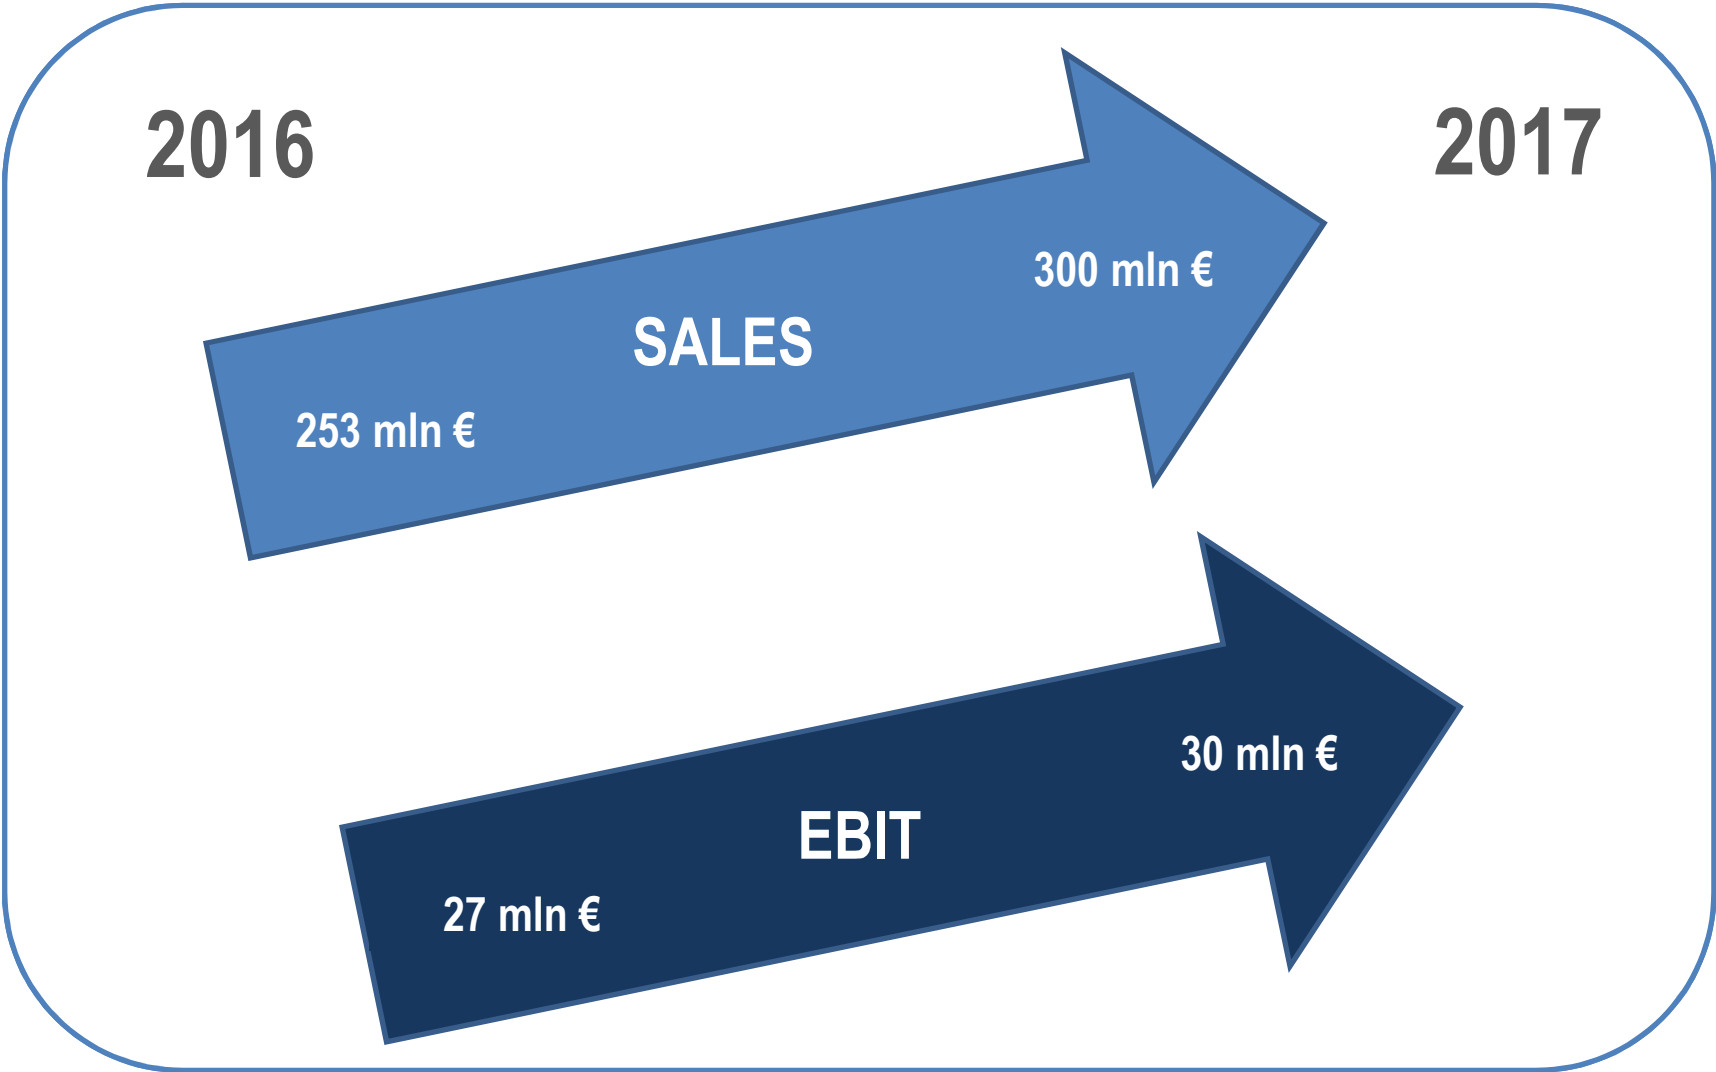 2016
2017
300 mln €
SALES
253 mln €
30 mln €
EBIT
27 mln €